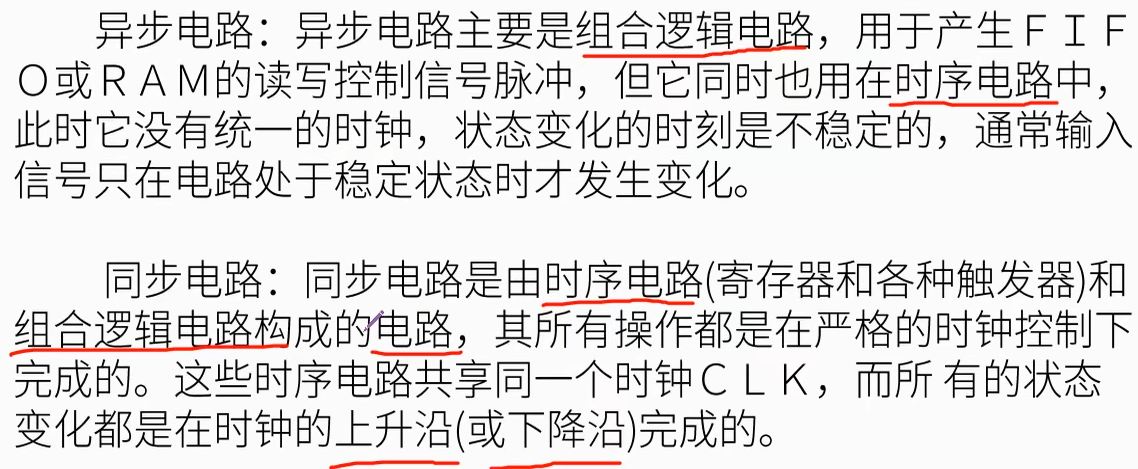 异步电路：异步电路主要是组合逻辑电路，用于产生ＦＩＦ
Ｏ或ＲＡＭ的读写控制信号脉冲，但它同时也用在时序电路中，
此时它没有统一的时钟，状态变化的时刻是不稳定的，通常输入
信号只在电路处于稳定状态时才发生变化。
同步电路：同步电路是由时序电路(寄存器和各种触发器)和
组合逻辑电路构成的电路，其所有操作都是在严格的时钟控制下
完成的。这些时序电路共享同一个时钟ＣＬＫ，而所 有的状态
变化都是在时钟的上升沿(或下降沿)完成的。